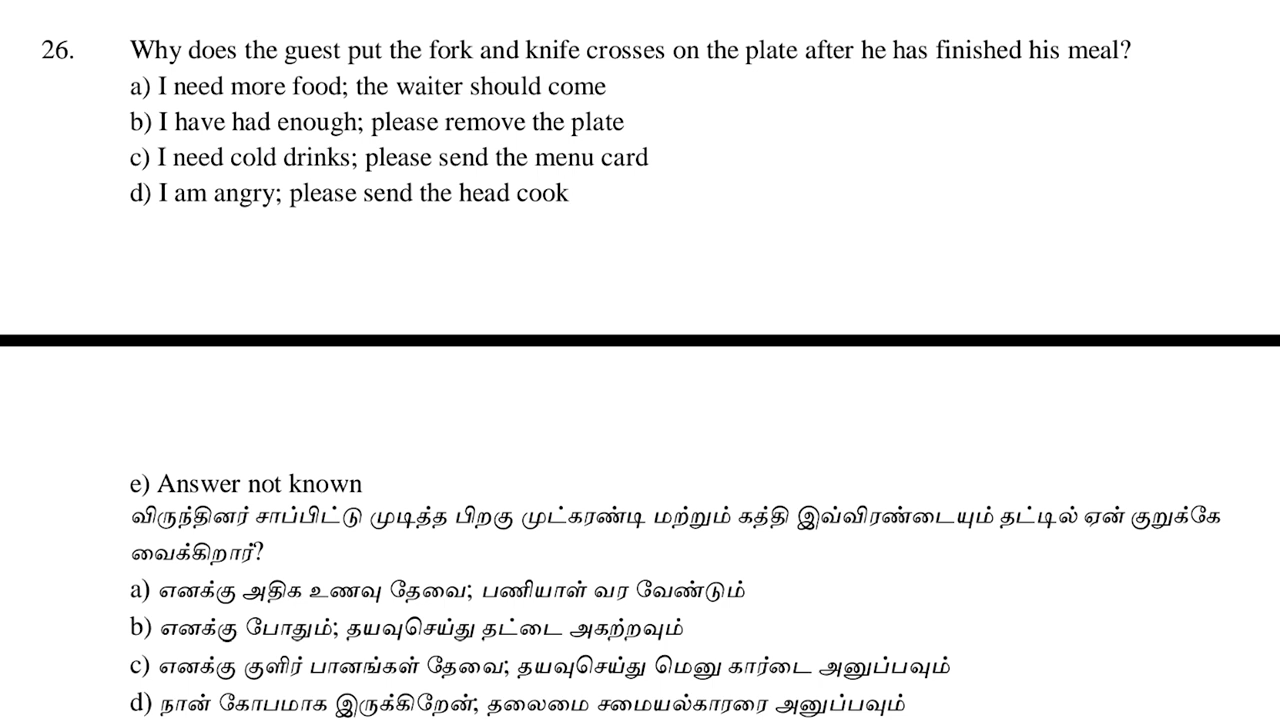 26. Why does the guest put the fork and knife crosses on the plate after he has finished his meal?
a) I need more food; the waiter should come
b) I have had enough; please remove the plate
c) I need cold drinks; please send the menu card
d) I am angry; please send the head cook
e) Answer not known
விருந்தினர் சாப்பிட்டு முடித்த பிறகு முட்கரண்டி மற்றும் கத்தி இவ்விரண்டையும் தட்டில் ஏன் குறுக்கே
வைக்கிறார்?
a) எனக்கு அதிக உணவு தேவை; பணியாள் வர வேண்டும்
b) எனக்கு போதும்; தயவுசெய்து தட்டை அகற்றவும்
c) எனக்கு குளிர் பானங்கள் தேவை; தயவுசெய்து மெனு கார்டை அனுப்பவும்
d) நான் கோபமாக இருக்கிறேன்; தலைமை சமையல்காரரை அனுப்பவும்